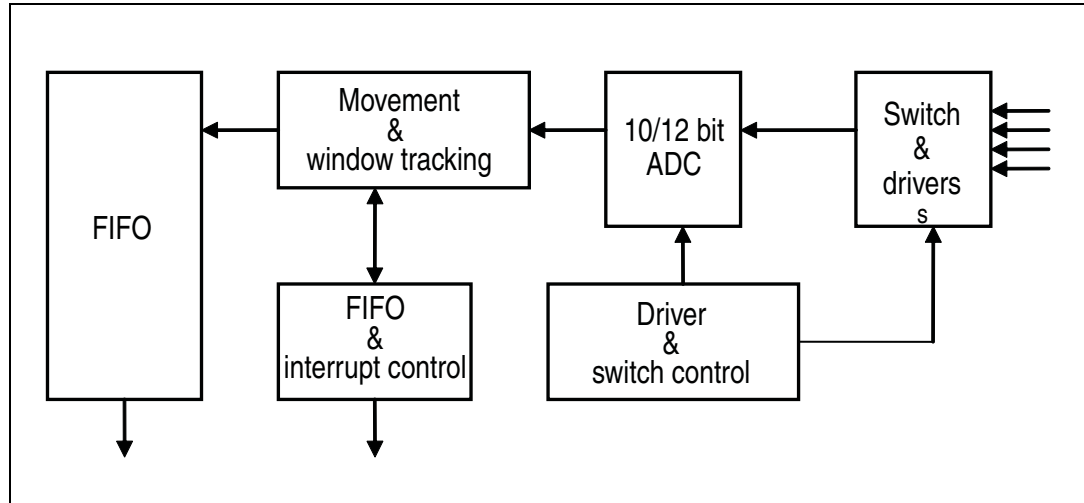 FIFO
Movement
&
window tracking
10/12 bit
ADC
Switch
&
drivers
s
FIFO
&
interrupt control
Driver
&
switch control